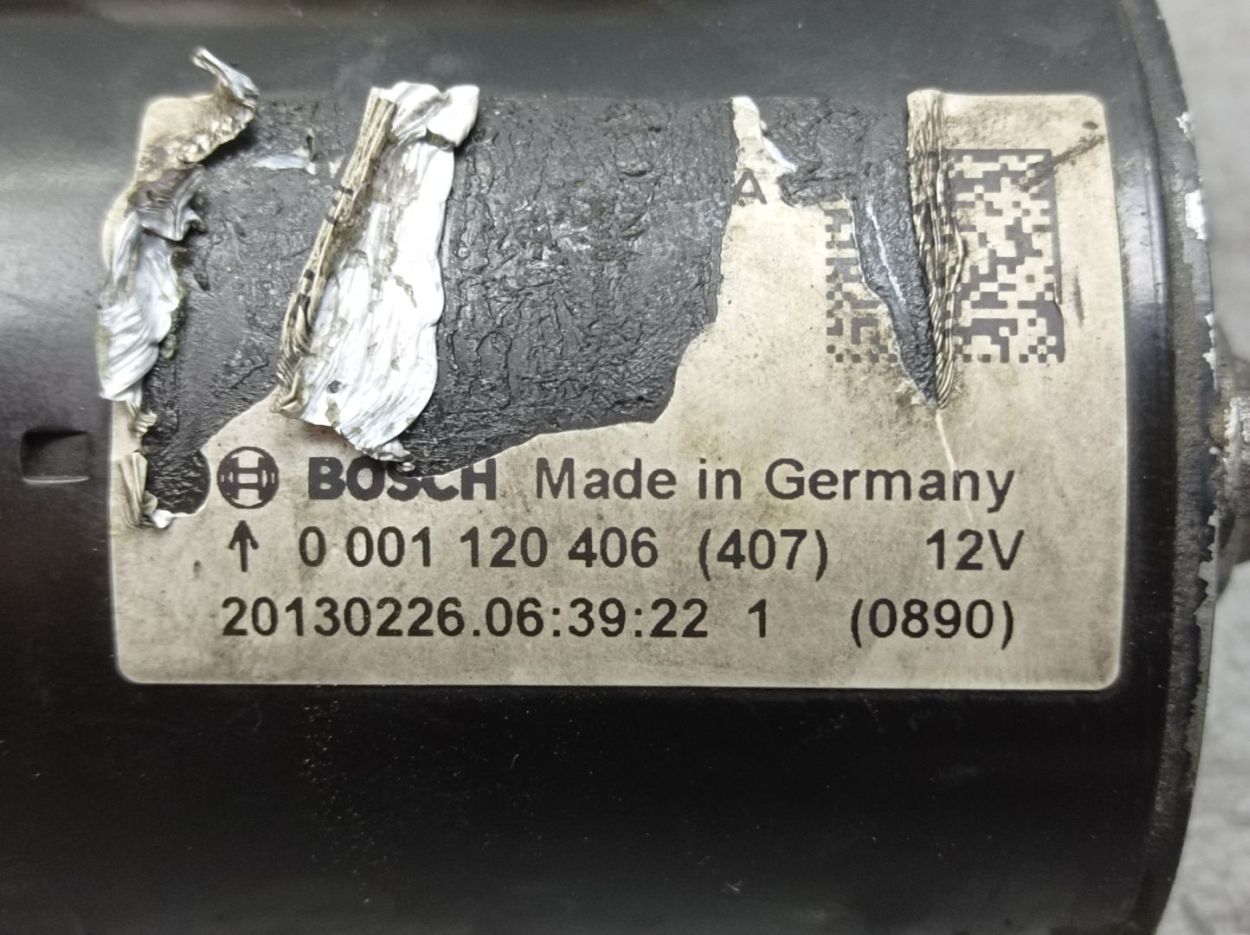 A
BOSCH Made in Germany
↑ 0 001 120 406 (407) 12V
20130226.06:39:22 1 (0890)